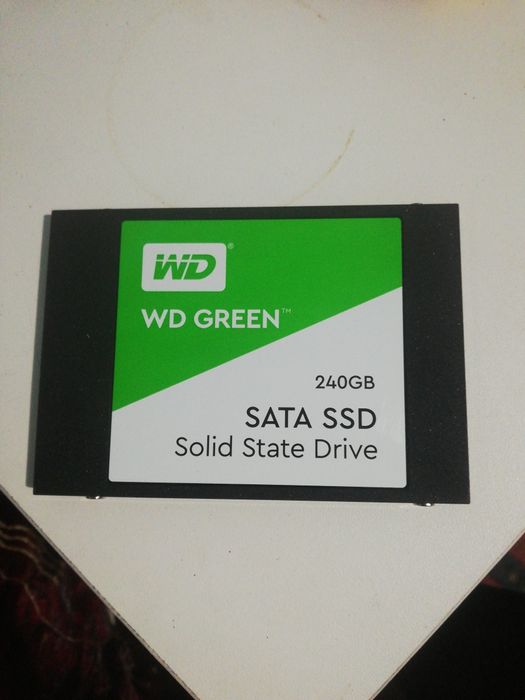 WD®
WD GREEN™
240GB
SATA SSD
Solid State Drive